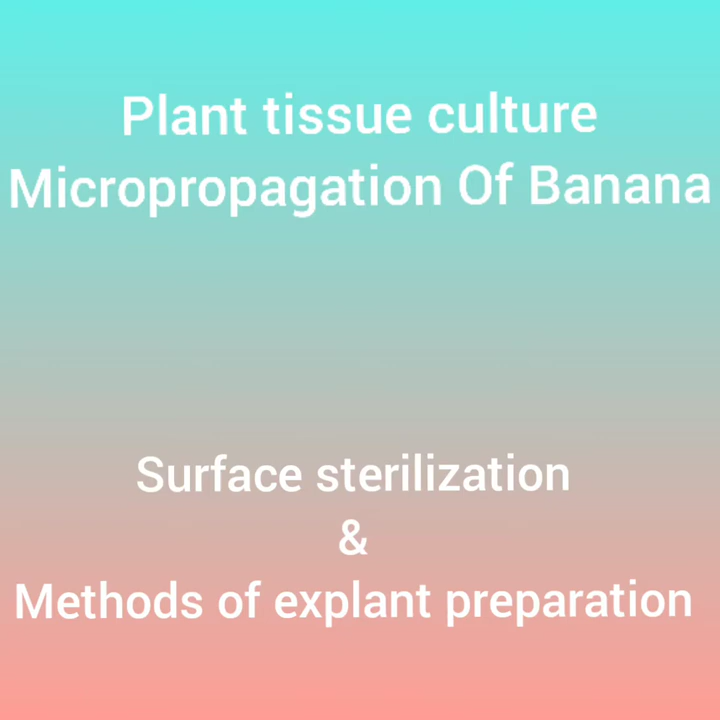 Plant tissue culture
Micropropagation Of Banana
Surface sterilization
&
Methods of explant preparation